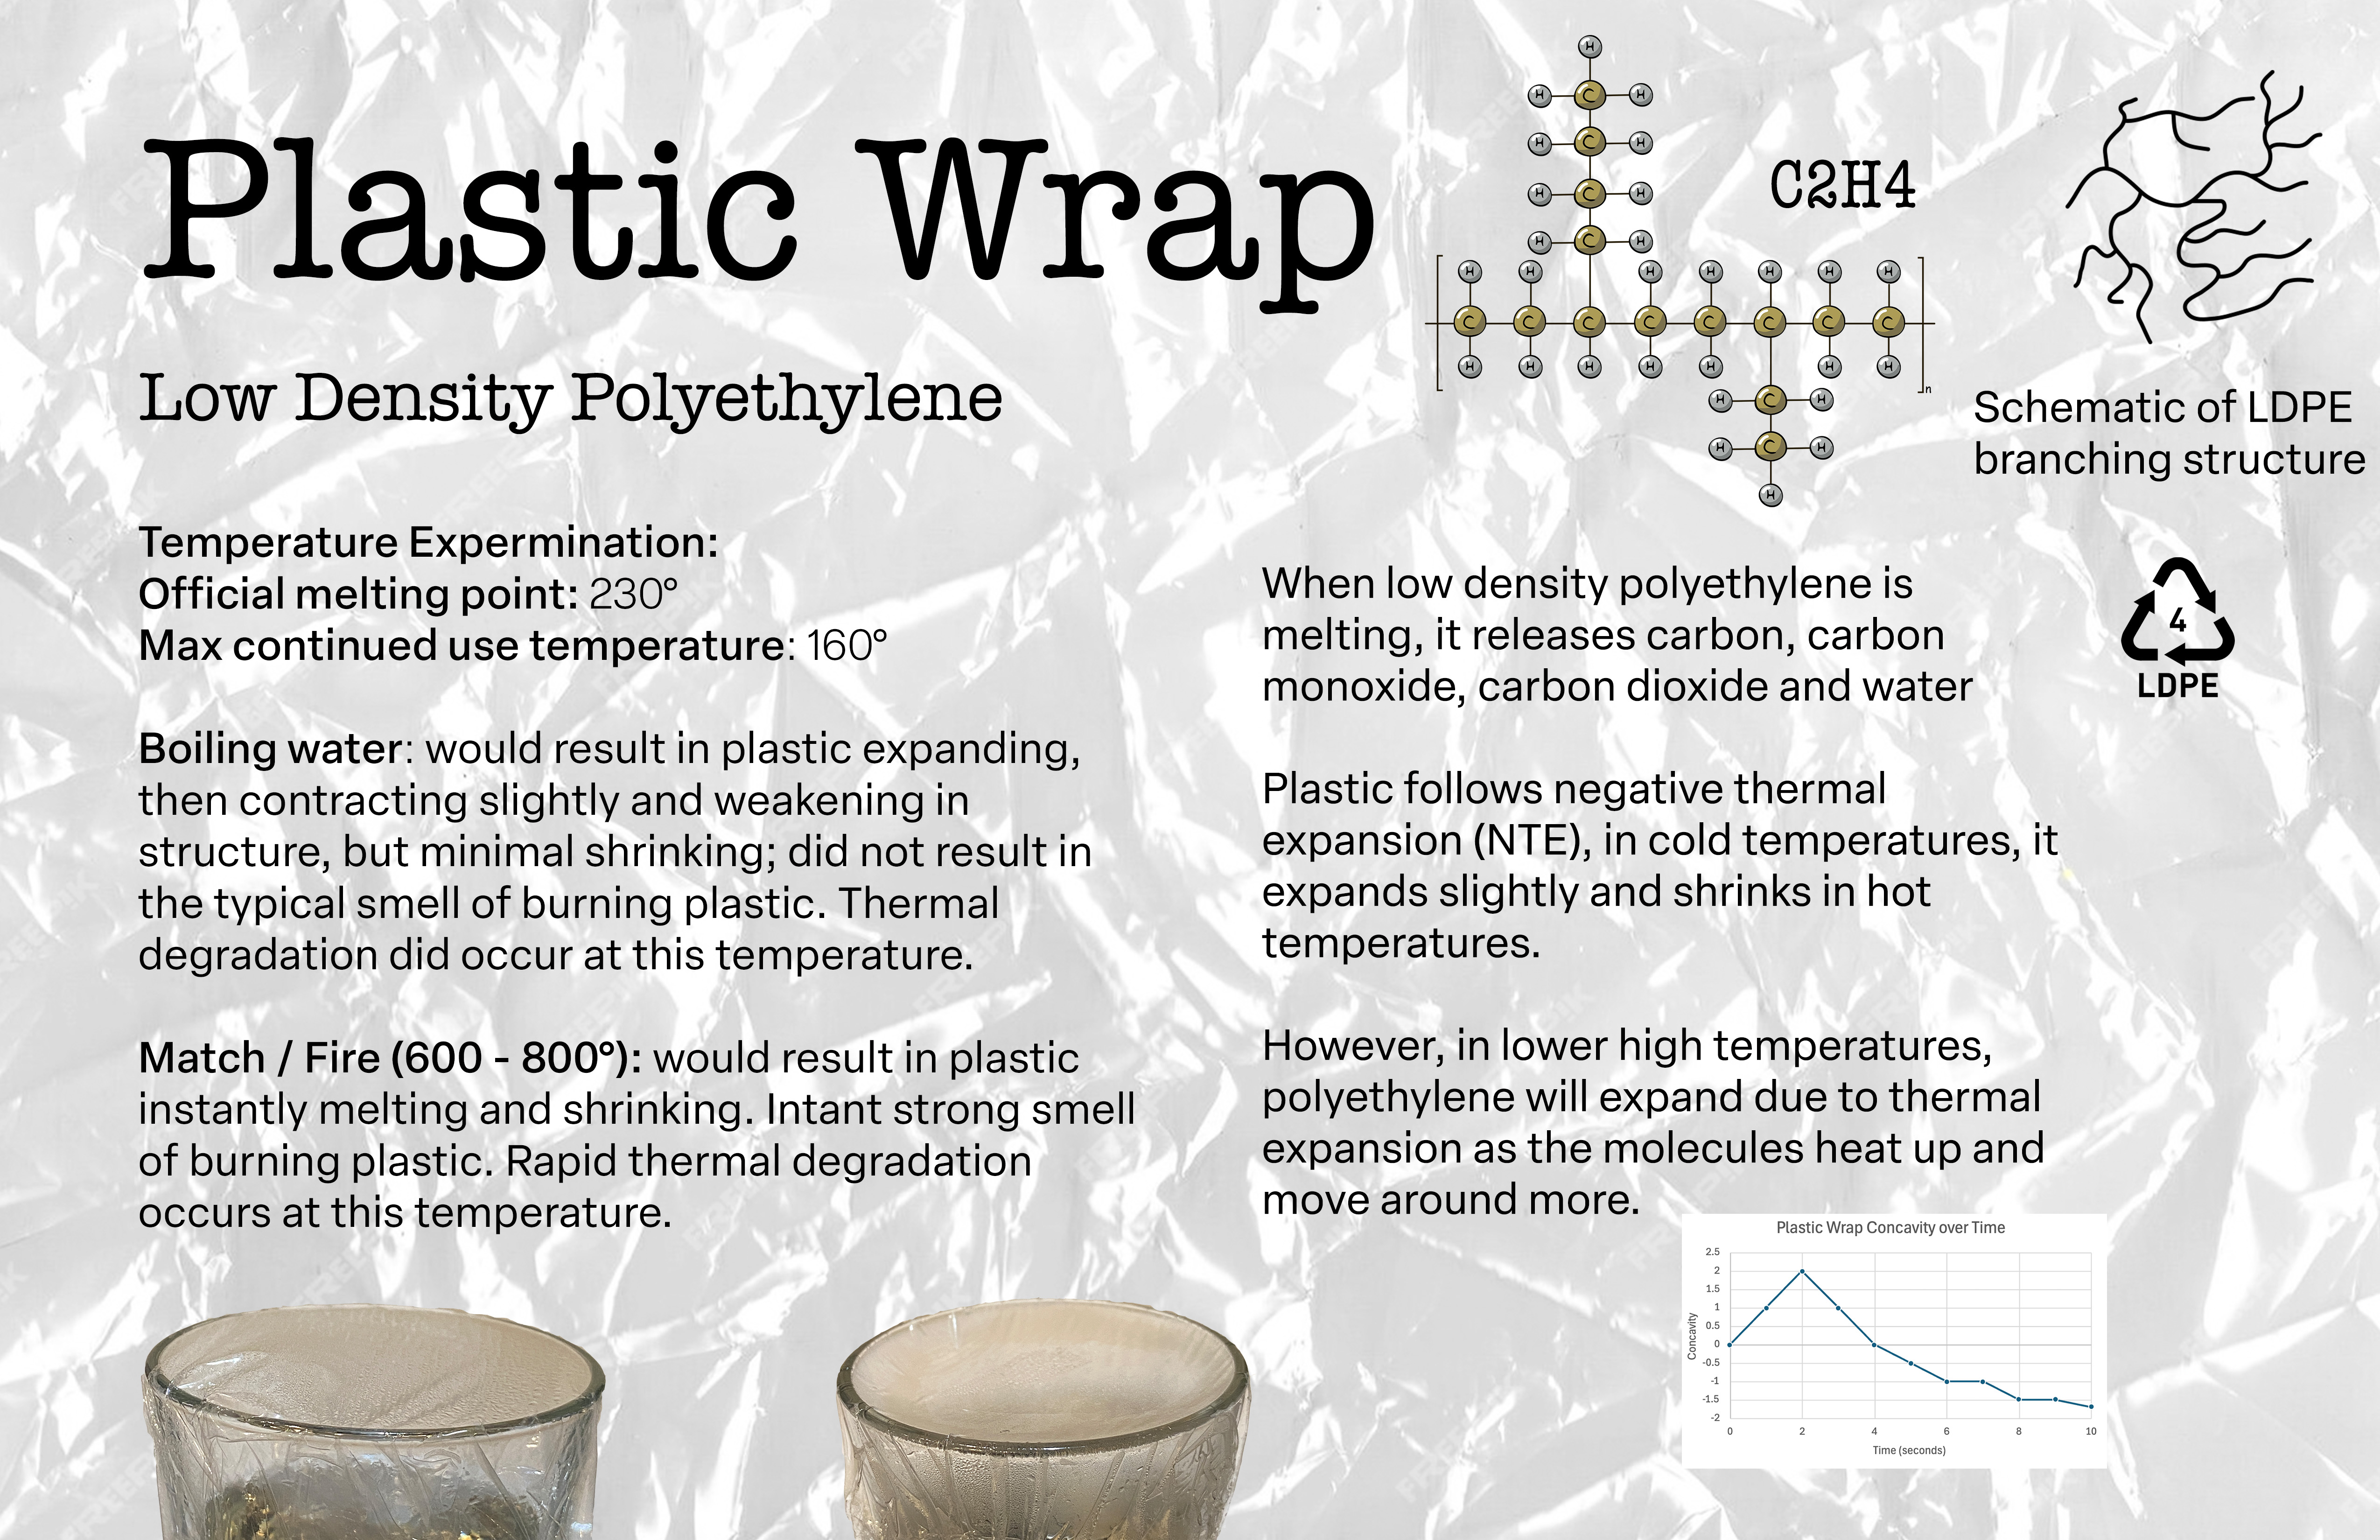 Plastic Wrap
Low Density Polyethylene
C2H4
H
H C H
H C H
H C H
H C H
H H H H H H H
C C C C C C C C
n
H H H H H H H
H C H
H C H
H
Schematic of LDPE
branching structure
Temperature Expermination:
Official melting point: 230°
Max continued use temperature: 160°
Boiling water: would result in plastic expanding,
then contracting slightly and weakening in
structure, but minimal shrinking; did not result in
the typical smell of burning plastic. Thermal
degradation did occur at this temperature.
Match / Fire (600 - 800°): would result in plastic
instantly melting and shrinking. Intant strong smell
of burning plastic. Rapid thermal degradation
occurs at this temperature.
When low density polyethylene is
melting, it releases carbon, carbon
monoxide, carbon dioxide and water
4
LDPE
Plastic follows negative thermal
expansion (NTE), in cold temperatures, it
expands slightly and shrinks in hot
temperatures.
However, in lower high temperatures,
polyethylene will expand due to thermal
expansion as the molecules heat up and
move around more.
Plastic Wrap Concavity over Time
Concavity
2.5
2
1.5
1
0.5
0
-0.5
-1
-1.5
-2
0 2 4 6 8 10
Time (seconds)